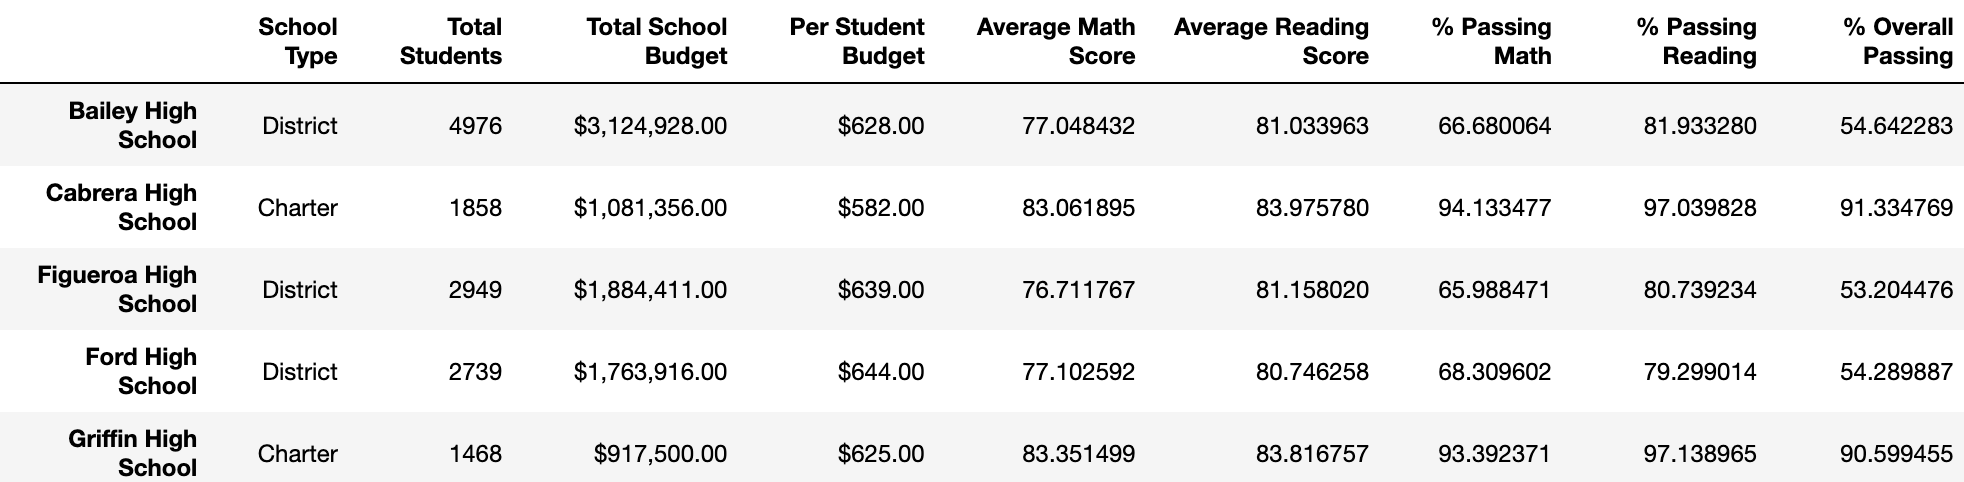 School Total Total School Per Student Average Math Average Reading % Passing % Passing % Overall
Type Students Budget Budget Score Score Math Reading Passing
Bailey High
School District 4976 $3,124,928.00 $628.00 77.048432 81.033963 66.680064 81.933280 54.642283
Cabrera High
School Charter 1858 $1,081,356.00 $582.00 83.061895 83.975780 94.133477 97.039828 91.334769
Figueroa High
School District 2949 $1,884,411.00 $639.00 76.711767 81.158020 65.988471 80.739234 53.204476
Ford High
School District 2739 $1,763,916.00 $644.00 77.102592 80.746258 68.309602 79.299014 54.289887
Griffin High
School Charter 1468 $917,500.00 $625.00 83.351499 83.816757 93.392371 97.138965 90.599455